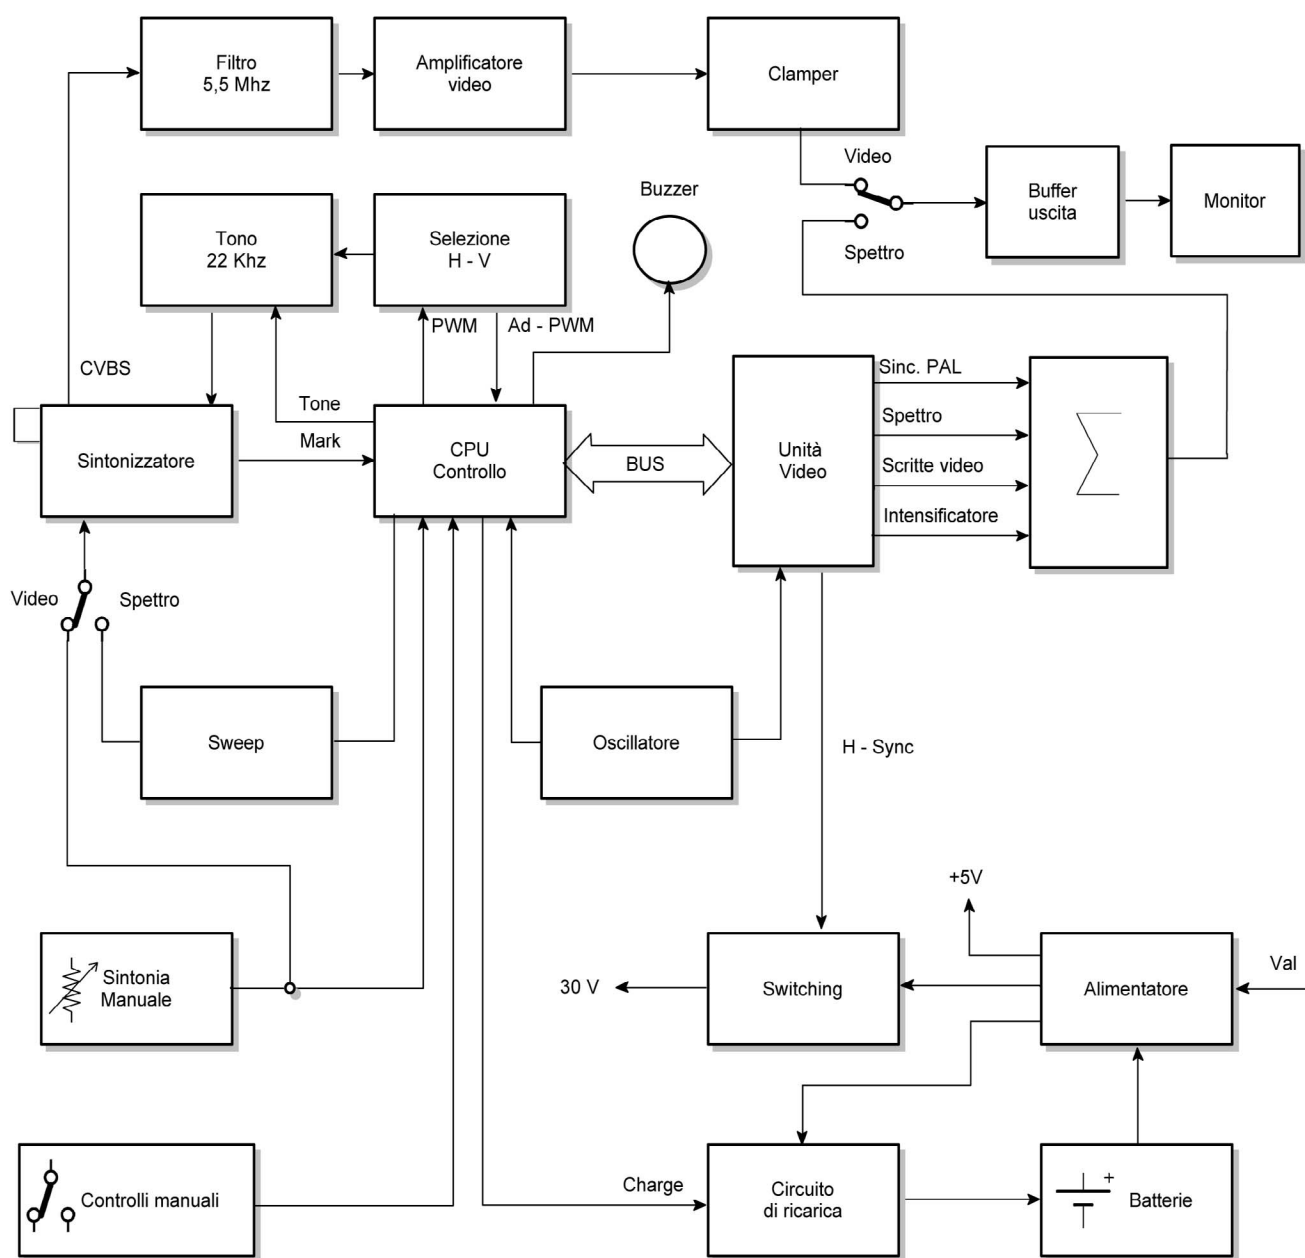 Filtro
5,5 Mhz
Amplificatore
video
Clamper
Video
Spettro
Buffer
uscita
Monitor
Buzzer
Tono
22 Khz
Selezione
H - V
PWM
Ad - PWM
CVBS
Tone
Mark
Sintonizzatore
CPU
Controllo
BUS
Unità
Video
Sinc. PAL
Spettro
Scritte video
Intensificatore
Video
Spettro
Sweep
Oscillatore
H - Sync
+5V
Sintonia
Manuale
30 V
Switching
Alimentatore
Val
Controlli manuali
Charge
Circuito
di ricarica
+
Batterie